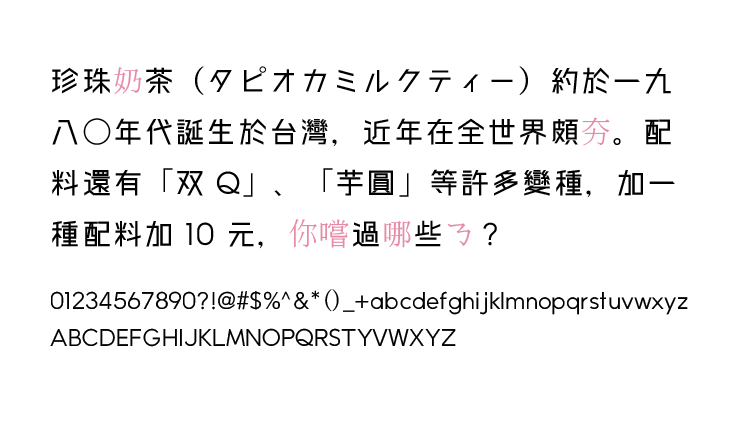 珍珠奶茶（タピオカミルクティー）約於一九
八〇年代誕生於台灣，近年在全世界頗夯。配
料還有「双 Q」、「芋圓」等許多變種，加一
種配料加 10 元，你嚐過哪些ㄋ？
01234567890?!@#$%^&*()_+abcdefghijklmnopqrstuvwxyz
ABCDEFGHIJKLMNOPQRSTYVWXYZ